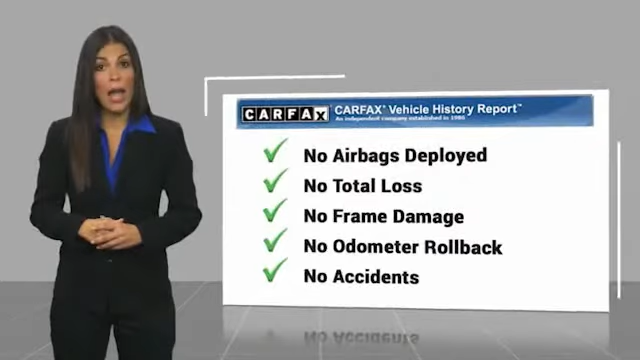 CARFAX CARFAX® Vehicle History Report™
An independent company established in 1986
No Airbags Deployed
No Total Loss
No Frame Damage
No Odometer Rollback
No Accidents